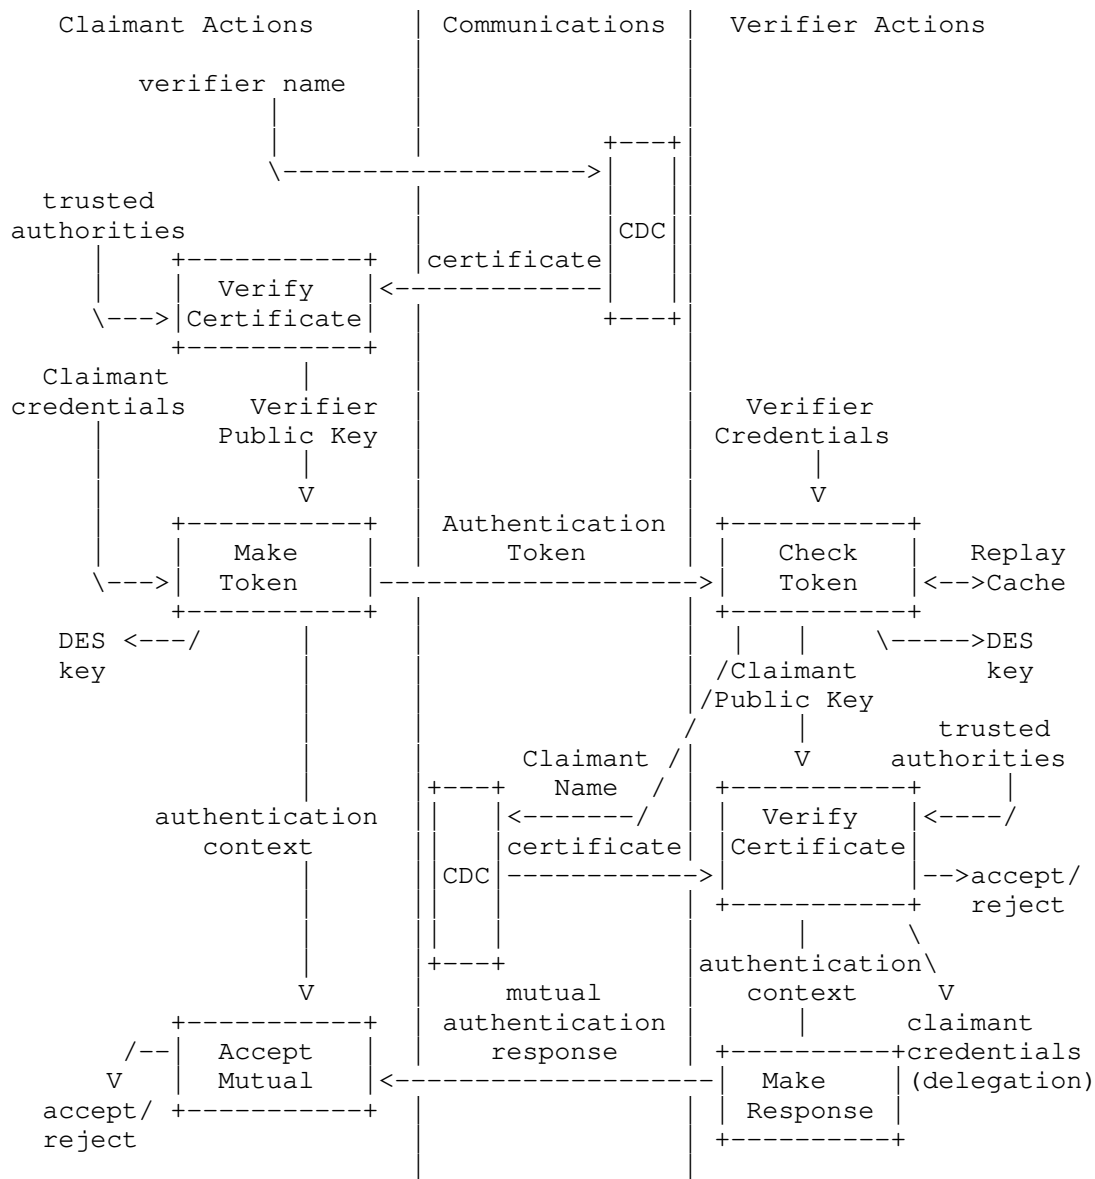 Claimant Actions Communications Verifier Actions
verifier name
trusted
authorities CDC
certificate
Verify
Certificate
Claimant
credentials Verifier Verifier
Public Key Credentials
V V
Authentication
Make Token Check Replay
Token Token Cache
DES DES
key /Claimant key
/Public Key
trusted
Claimant V authorities
Name
authentication Verify
context certificate Certificate
CDC accept/
reject
authentication
V mutual context V
authentication claimant
Accept response credentials
V Mutual Make (delegation)
accept/ Response
reject